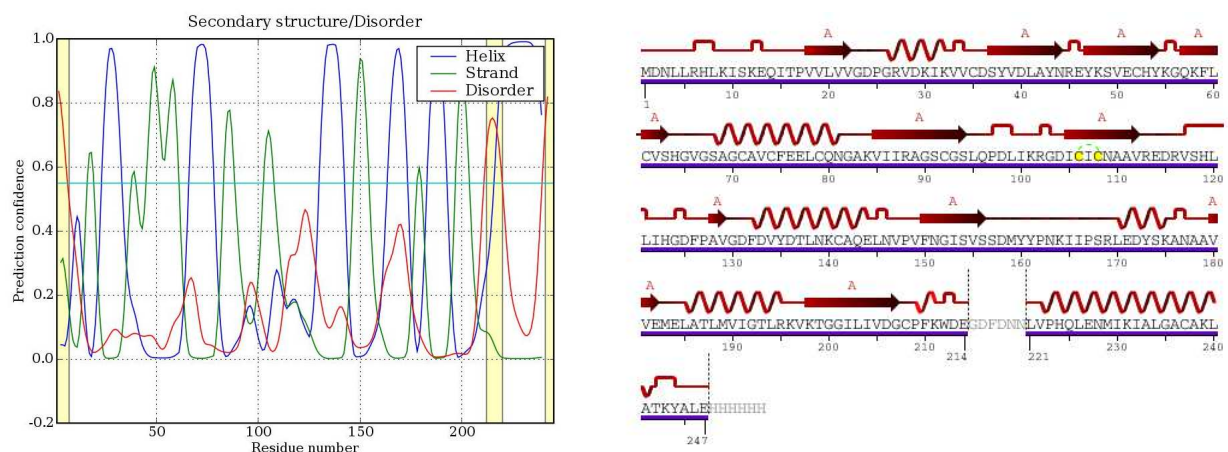 Secondary structure/Disorder
1.0
0.8
0.6
0.4
0.2
0.0
-0.2
Prediction confidence
Helix
Strand
Disorder
50 100 150 200
Residue number
A A A A
MDNLLRHLKISKEQITPVVLVVGDPGRVDKIKVVCDSYVDLAYNREYKSVECHYKGQKFL
1 10 20 30 40 50 60
A A A
CVSHGVGSAGCAVCFEELCQNGAKVIIRAGSCGSLQPDLIKRGDICICNAAVREDRVSHL
70 80 90 100 110 120
A A A
LIHGDFPAVGDFDVYDTLNKCAQELNVPVFNGISVSSDMYYPNKIIPSRLEDYSKANAAV
130 140 150 160 170 180
A A
VEMELATLMVIGTLRKVKTGGILIVDGCPFKWDEGDFDNNLVPHQLENMIKIALGACAKL
190 200 210 214 221 230 240
ATKYALEHHHHHH
247